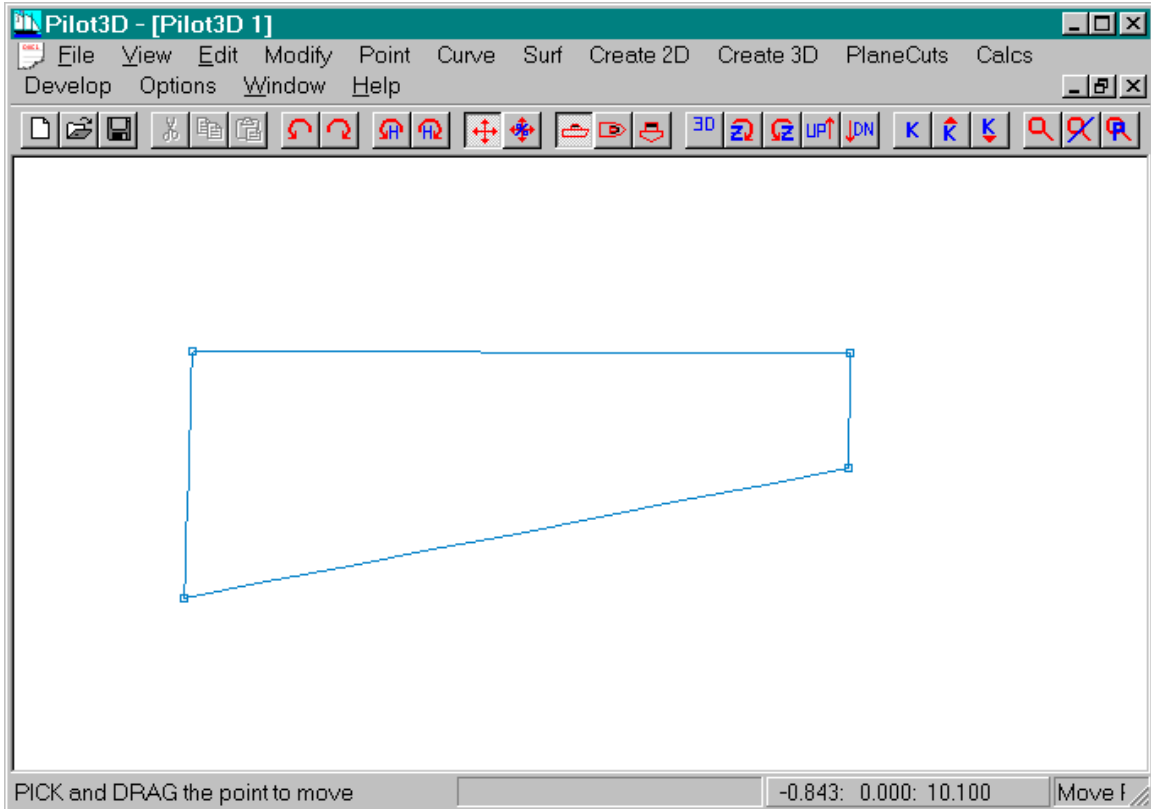 Pilot3D - [Pilot3D 1]
File View Edit Modify Point Curve Surf Create 2D Create 3D PlaneCuts Calcs
Develop Options Window Help
H H % 3D Z Z UP DN K K K P
PICK and DRAG the point to move -0.843: 0.000: 10.100 Move